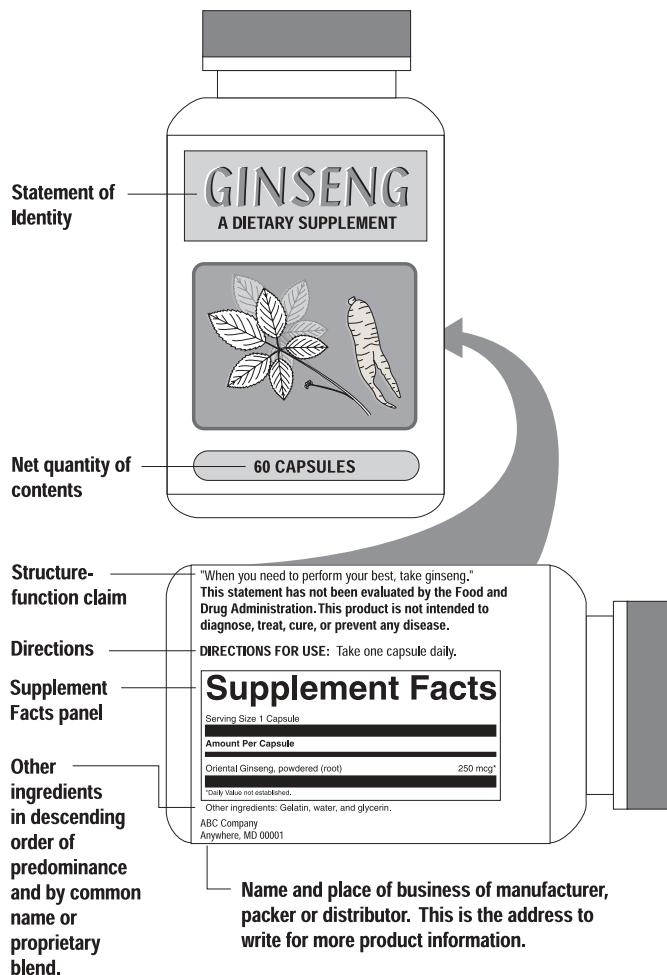 GINSENG
A DIETARY SUPPLEMENT
Statement of
Identity
60 CAPSULES
Net quantity of
contents
Structure-
function claim
"When you need to perform your best, take ginseng."
This statement has not been evaluated by the Food and
Drug Administration. This product is not intended to
diagnose, treat, cure, or prevent any disease.
Directions
DIRECTIONS FOR USE: Take one capsule daily.
Supplement
Facts panel
Supplement Facts
Serving Size 1 Capsule
Amount Per Capsule
Oriental Ginseng, powdered (root) 250 mcg*
*Daily Value not established.
Other
ingredients
in descending
order of
predominance
and by common
name or
proprietary
blend.
Other ingredients: Gelatin, water, and glycerin.
ABC Company
Anywhere, MD 00001
Name and place of business of manufacturer,
packer or distributor. This is the address to
write for more product information.